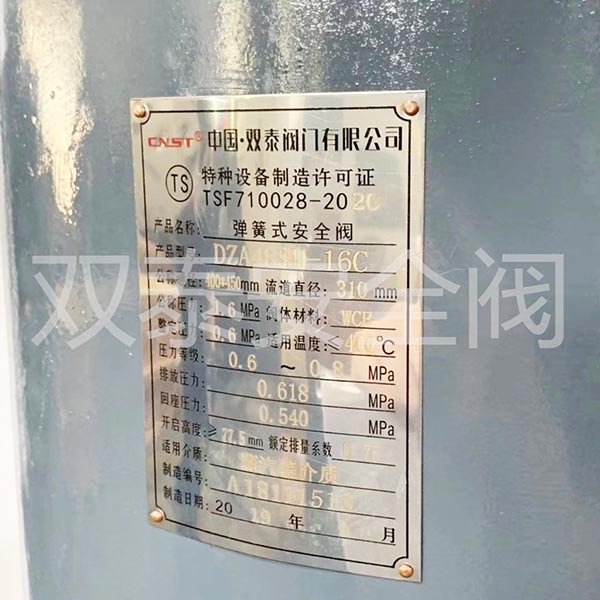 CNST® 中国·双泰阀门有限公司
TS 特种设备制造许可证
TSF710028-2020
产品名称: 弹簧式安全阀
产品型号: -16C
公称通径: 400*450mm 流道直径: 310 mm
公称压力: 1.6 MPa 阀体材料: WCB
整定压力: 0.6 MPa 适用温度: ℃
压力等级: 0.6 ~ 0.8 MPa
排放压力: 0.618 MPa
回座压力: 0.540 MPa
开启高度: ≥77.5mm 额定排量系数
适用介质:
制造编号:
制造日期: 2019 年 月
双泰 全阀